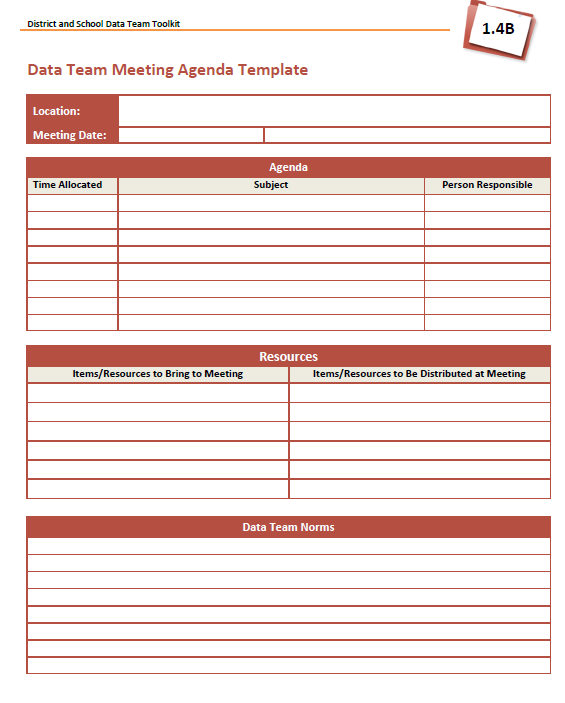 District and School Data Team Toolkit
1.4B
Data Team Meeting Agenda Template
Location:
Meeting Date:
Agenda
Time Allocated Subject Person Responsible
Resources
Items/Resources to Bring to Meeting Items/Resources to Be Distributed at Meeting
Data Team Norms